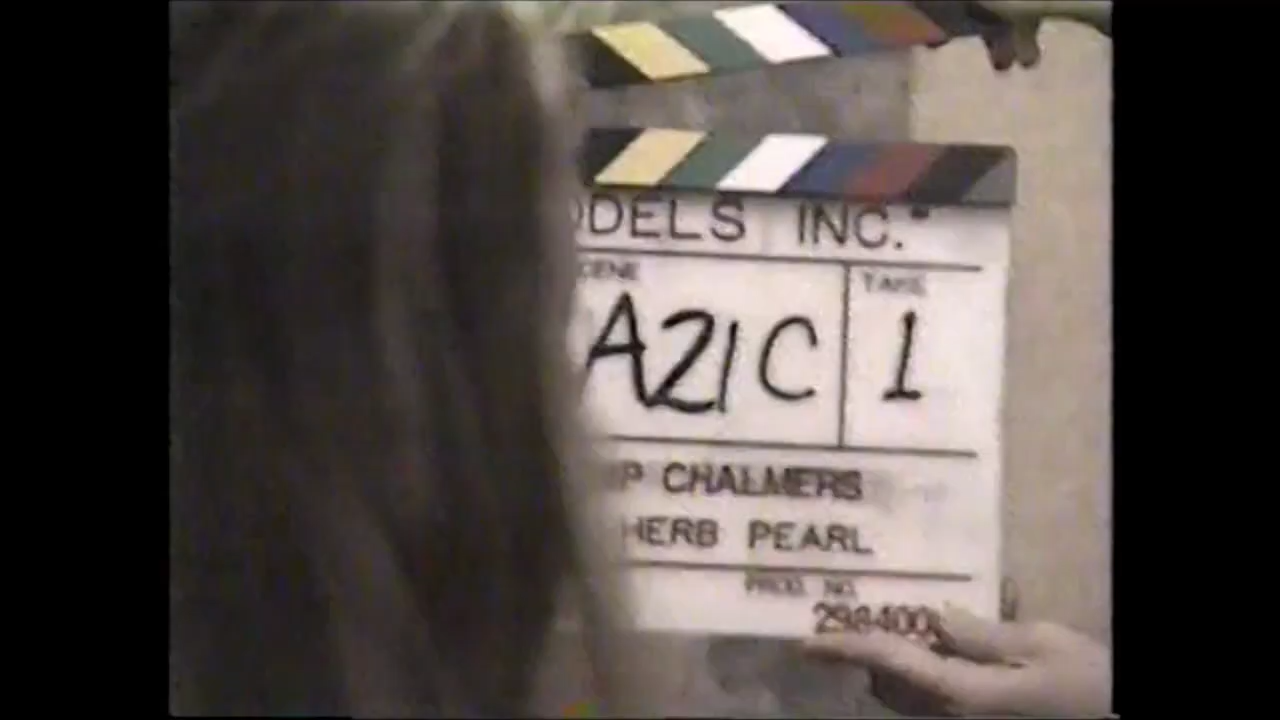 ODELS INC."
CENE TAKE
A21C 1
P CHALMERS
HERB PEARL
PROD. NO.
298400